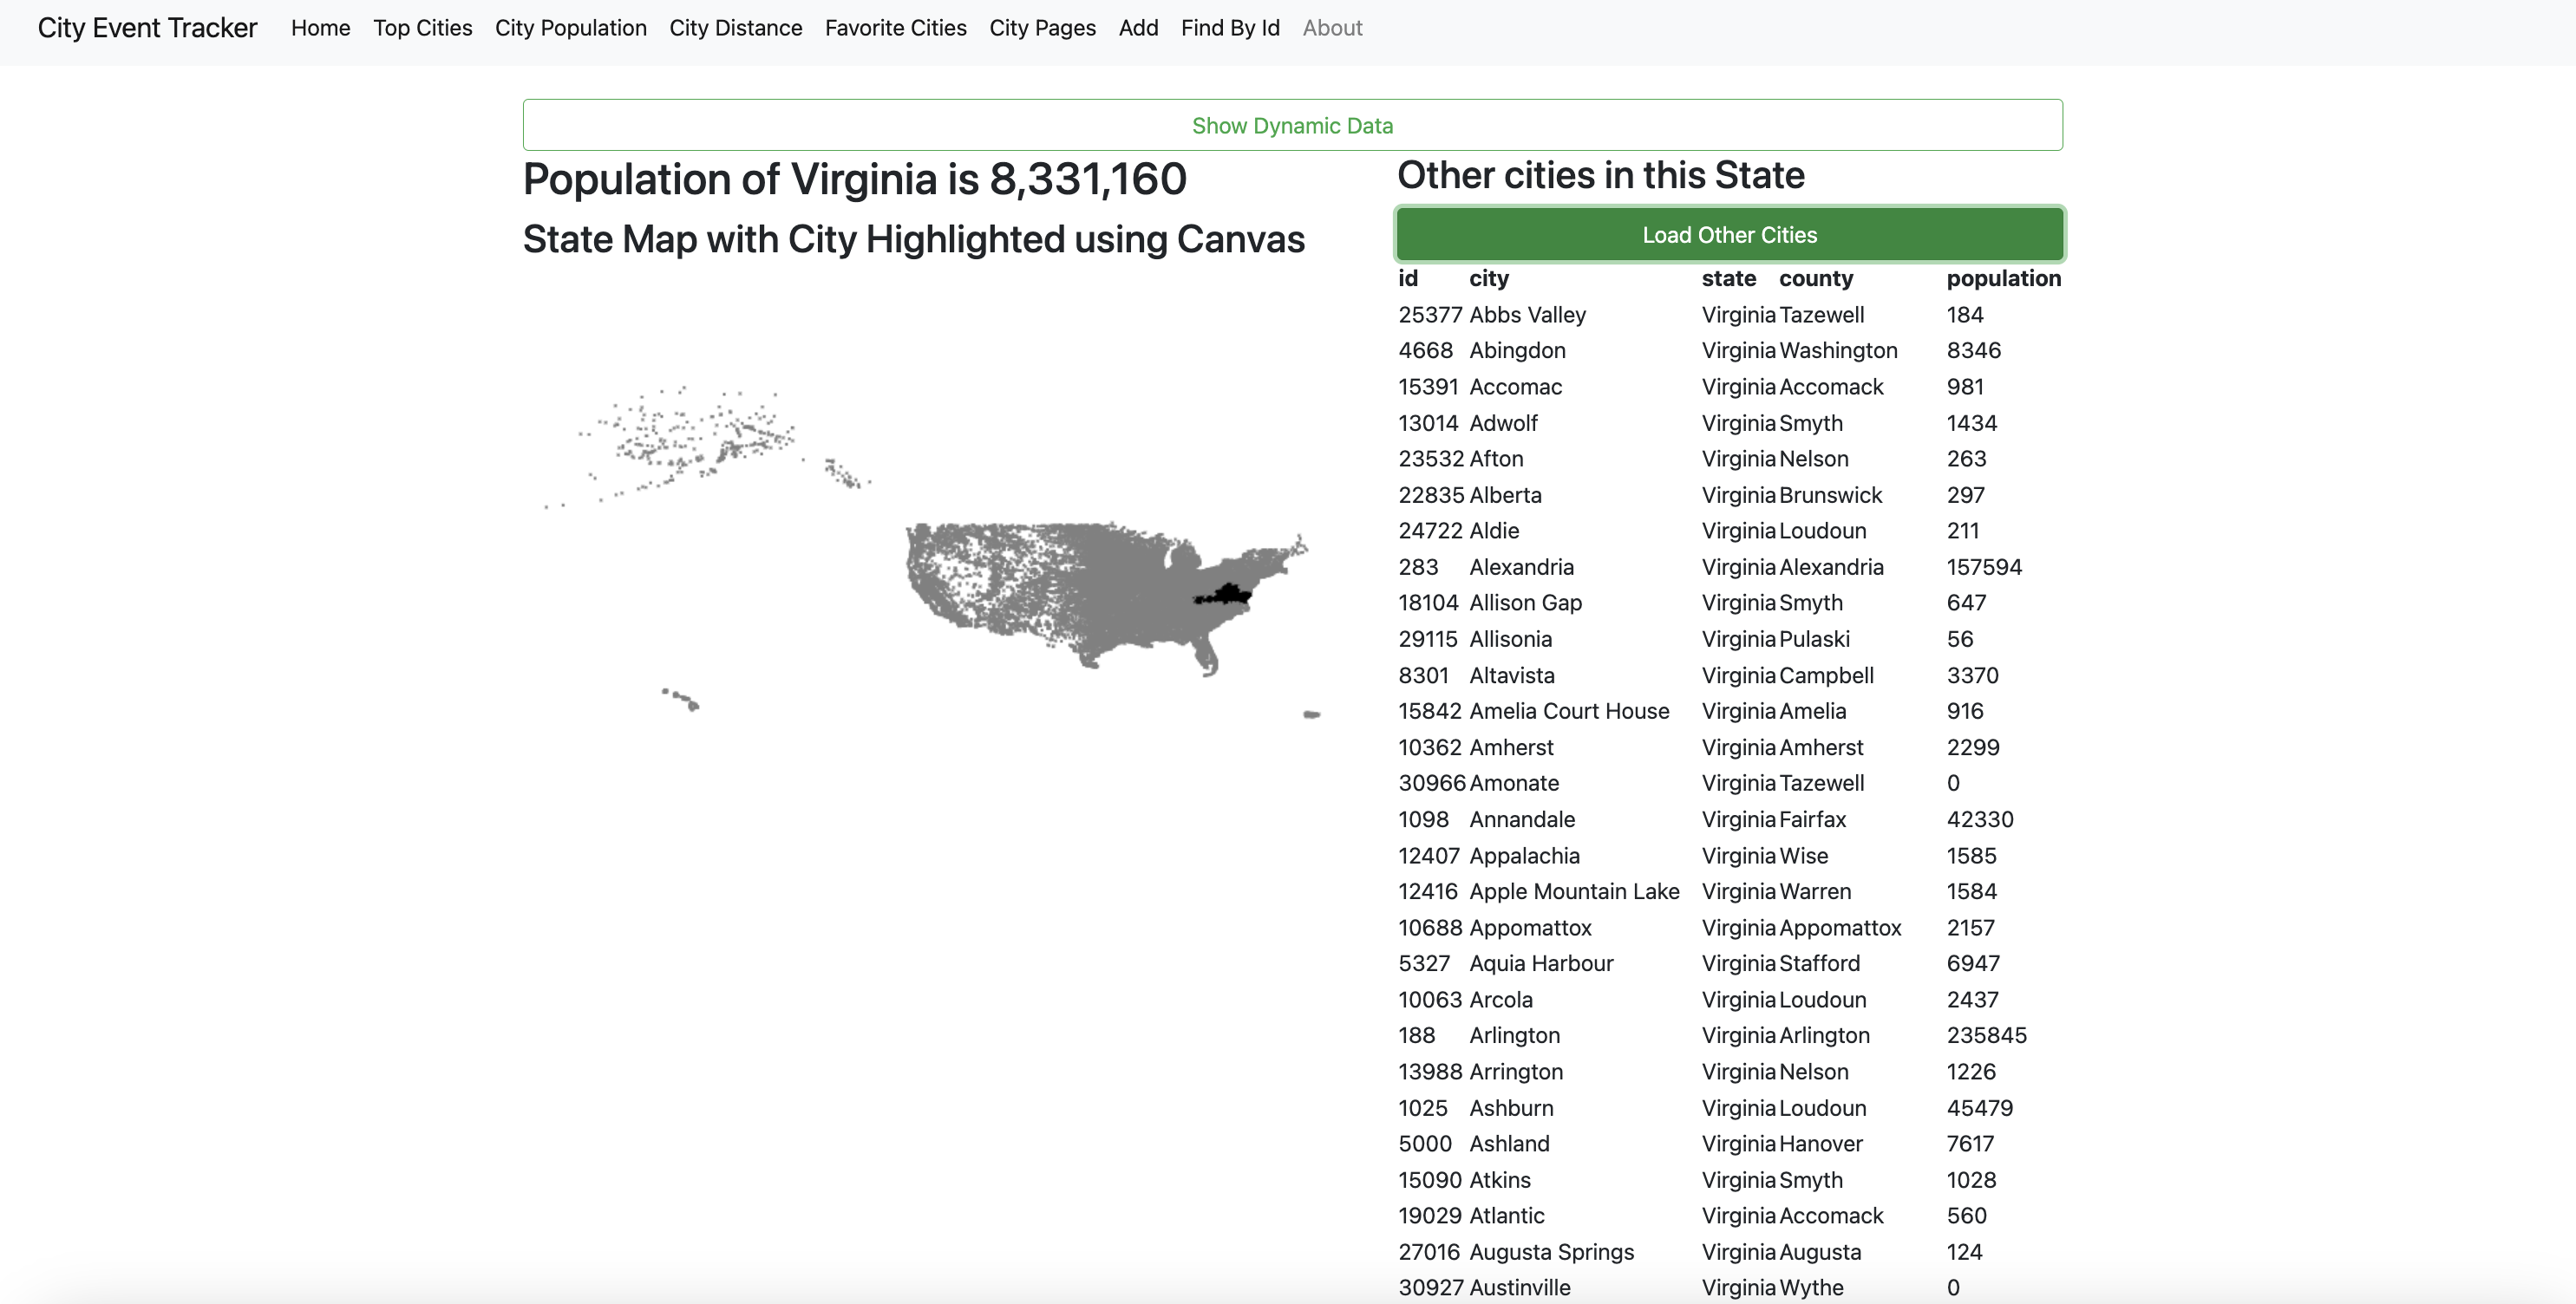 City Event Tracker Home Top Cities City Population City Distance Favorite Cities City Pages Add Find By Id About
Show Dynamic Data
Population of Virginia is 8,331,160
State Map with City Highlighted using Canvas
Other cities in this State
Load Other Cities
id city state county population
25377 Abbs Valley Virginia Tazewell 184
4668 Abingdon Virginia Washington 8346
15391 Accomac Virginia Accomack 981
13014 Adwolf Virginia Smyth 1434
23532 Afton Virginia Nelson 263
22835 Alberta Virginia Brunswick 297
24722 Aldie Virginia Loudoun 211
283 Alexandria Virginia Alexandria 157594
18104 Allison Gap Virginia Smyth 647
29115 Allisonia Virginia Pulaski 56
8301 Altavista Virginia Campbell 3370
15842 Amelia Court House Virginia Amelia 916
10362 Amherst Virginia Amherst 2299
30966 Amonate Virginia Tazewell 0
1098 Annandale Virginia Fairfax 42330
12407 Appalachia Virginia Wise 1585
12416 Apple Mountain Lake Virginia Warren 1584
10688 Appomattox Virginia Appomattox 2157
5327 Aquia Harbour Virginia Stafford 6947
10063 Arcola Virginia Loudoun 2437
188 Arlington Virginia Arlington 235845
13988 Arrington Virginia Nelson 1226
1025 Ashburn Virginia Loudoun 45479
5000 Ashland Virginia Hanover 7617
15090 Atkins Virginia Smyth 1028
19029 Atlantic Virginia Accomack 560
27016 Augusta Springs Virginia Augusta 124
30927 Austinville Virginia Wythe 0